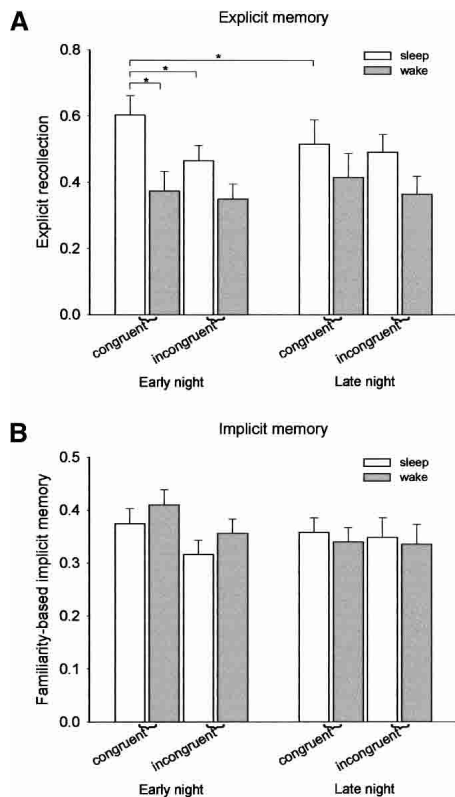 A
Explicit memory
sleep
wake
Explicit recollection
0.8
0.6
0.4
0.2
0.0
*
*
*
congruent
incongruent
congruent
incongruent
Early night
Late night
B
Implicit memory
sleep
wake
Familiarity-based implicit memory
0.5
0.4
0.3
0.2
0.1
0.0
congruent
incongruent
congruent
incongruent
Early night
Late night